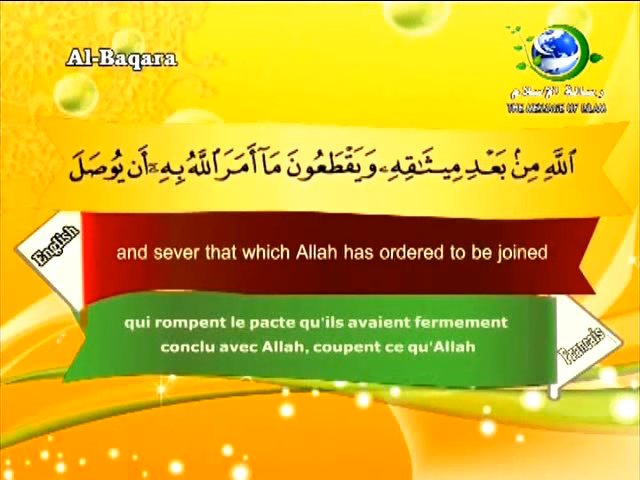 Al-Baqara
رسالة الإسلام
THE MESSAGE OF ISLAM
ٱللَّهِ مِنۢ بَعْدِ مِيثَـٰقِهِۦ وَيَقْطَعُونَ مَآ أَمَرَ ٱللَّهُ بِهِۦٓ أَن يُوصَلَ
English
and sever that which Allah has ordered to be joined
qui rompent le pacte qu'ils avaient fermement
conclu avec Allah, coupent ce qu'Allah
Francais